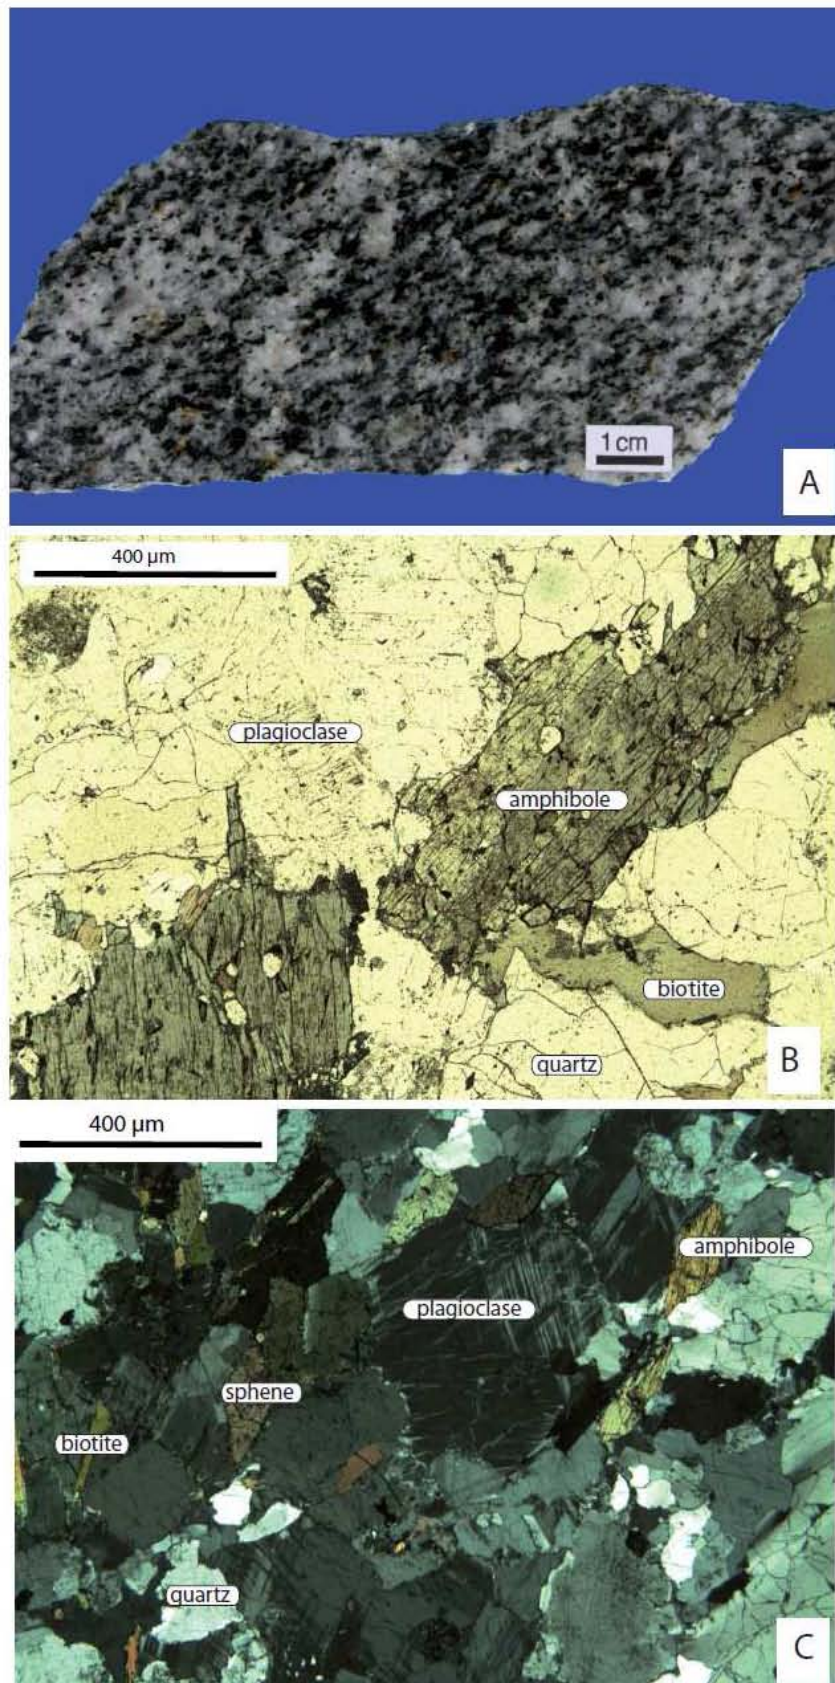 1 cm
A
400 µm
plagioclase
amphibole
biotite
quartz
B
400 µm
amphibole
plagioclase
sphene
biotite
quartz
C